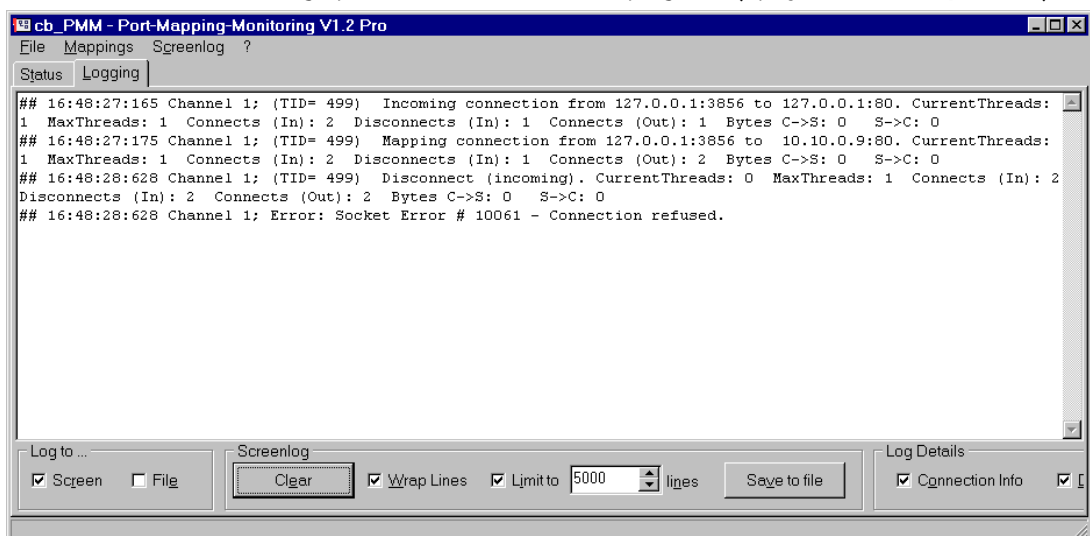 cb_PMM - Port-Mapping-Monitoring V1.2 Pro
File Mappings Screenlog ?
Status Logging
## 16:48:27:165 Channel 1; (TID= 499) Incoming connection from 127.0.0.1:3856 to 127.0.0.1:80. CurrentThreads:
1 MaxThreads: 1 Connects (In): 2 Disconnects (In): 1 Connects (Out): 1 Bytes C->S: 0 S->C: 0
## 16:48:27:175 Channel 1; (TID= 499) Mapping connection from 127.0.0.1:3856 to 10.10.0.9:80. CurrentThreads:
1 MaxThreads: 1 Connects (In): 2 Disconnects (In): 1 Connects (Out): 2 Bytes C->S: 0 S->C: 0
## 16:48:28:628 Channel 1; (TID= 499) Disconnect (incoming). CurrentThreads: 0 MaxThreads: 1 Connects (In): 2
Disconnects (In): 2 Connects (Out): 2 Bytes C->S: 0 S->C: 0
## 16:48:28:628 Channel 1; Error: Socket Error # 10061 - Connection refused.
Log to ... Screenlog Log Details
Screen File Clear Wrap Lines Limit to 5000 lines Save to file Connection Info